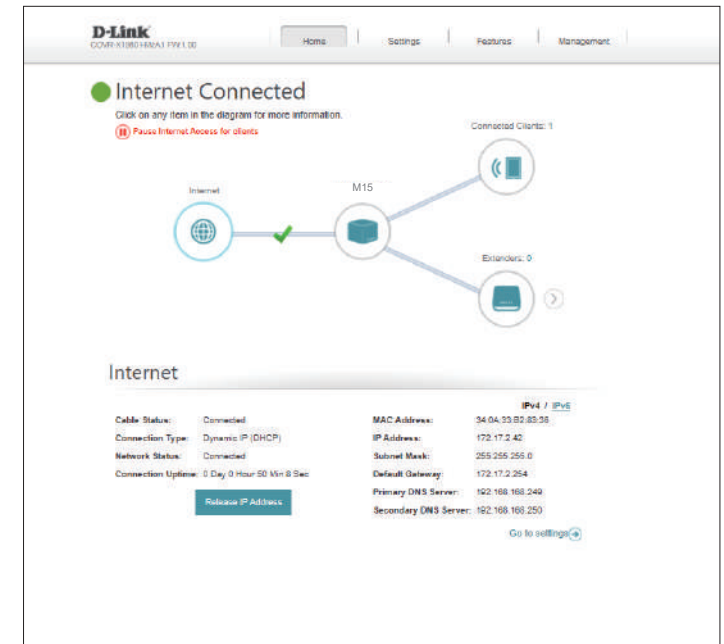 D-Link
COVR-X1860 HW:A1 FW:1.00
Home
Settings
Features
Management
Internet Connected
Click on any item in the diagram for more information.
Pause Internet Access for clients
Connected Clients: 1
Internet
M15
Extenders: 0
Internet
IPv4 / IPv6
Cable Status: Connected
MAC Address: 34:0A:33:B2:83:36
Connection Type: Dynamic IP (DHCP)
IP Address: 172.17.2.42
Network Status: Connected
Subnet Mask: 255.255.255.0
Connection Uptime: 0 Day 0 Hour 50 Min 8 Sec
Default Gateway: 172.17.2.254
Release IP Address
Primary DNS Server: 192.168.168.249
Secondary DNS Server: 192.168.168.250
Go to settings